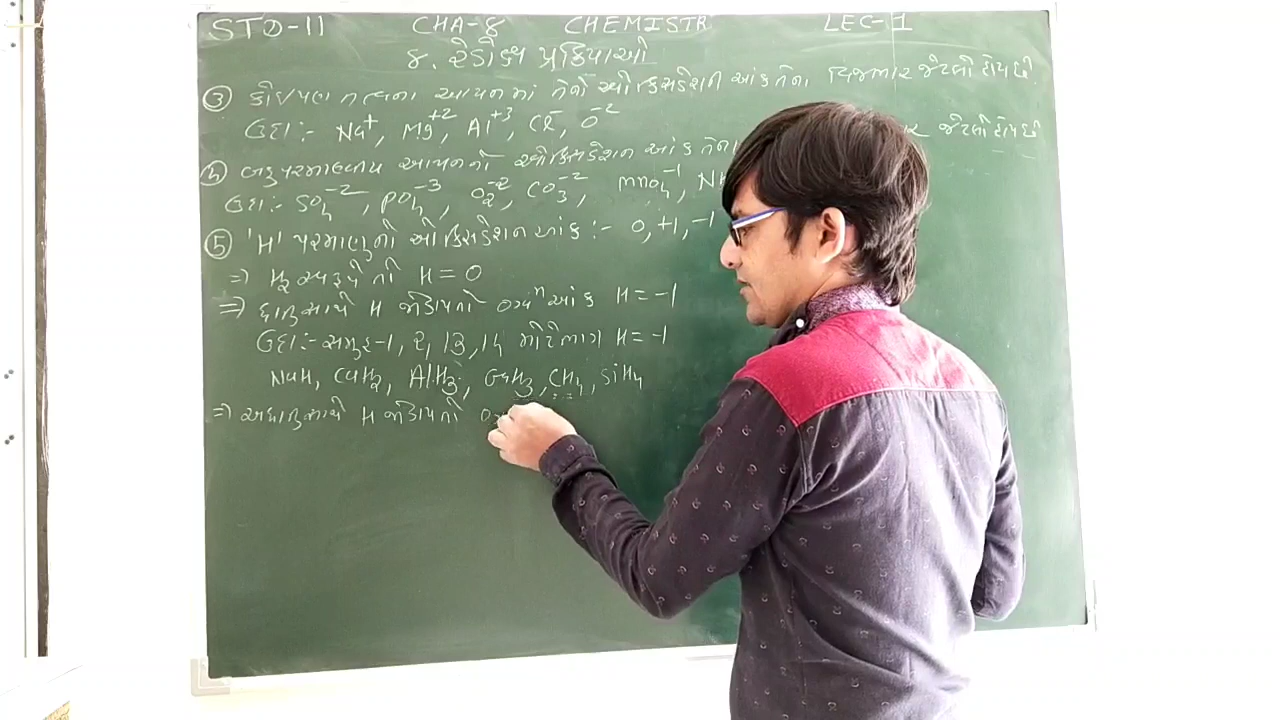 STD-11 CHA-8 CHEMISTR LEC-1
૪. રેડોક્ષ પ્રક્રિયાઓ
③ કોઈપણ તત્વના આયનમાં તેનો ઓક્સિડેશન આંક તેના વિજભાર જેટલો હોય છે.
ઉદા:- Na⁺, Mg⁺², Al⁺³, Cl⁻, O⁻²
④ બહુપરમાણ્વીય આયનનો ઓક્સિડેશન આંક તેના જેટલો હોય છે
ઉદા:- SO₄⁻², PO₄⁻³, O₂⁻², CO₃⁻², MnO₄⁻¹,
⑤ 'H' પરમાણુનો ઓક્સિડેશન આંક :- 0, +1, -1
⇒ H₂ સ્વરૂપે તો H = 0
⇒ ધાતુસાથે H જોડાય તો oxⁿ આંક H = -1
ઉદા:- સમુહ-1, 2, 13, 14 મોટેભાગે H = -1
NaH, CaH₂, AlH₃, GaH₃, CH₄, SiH₄
⇒ અધાતુસાથે H જોડાય તો